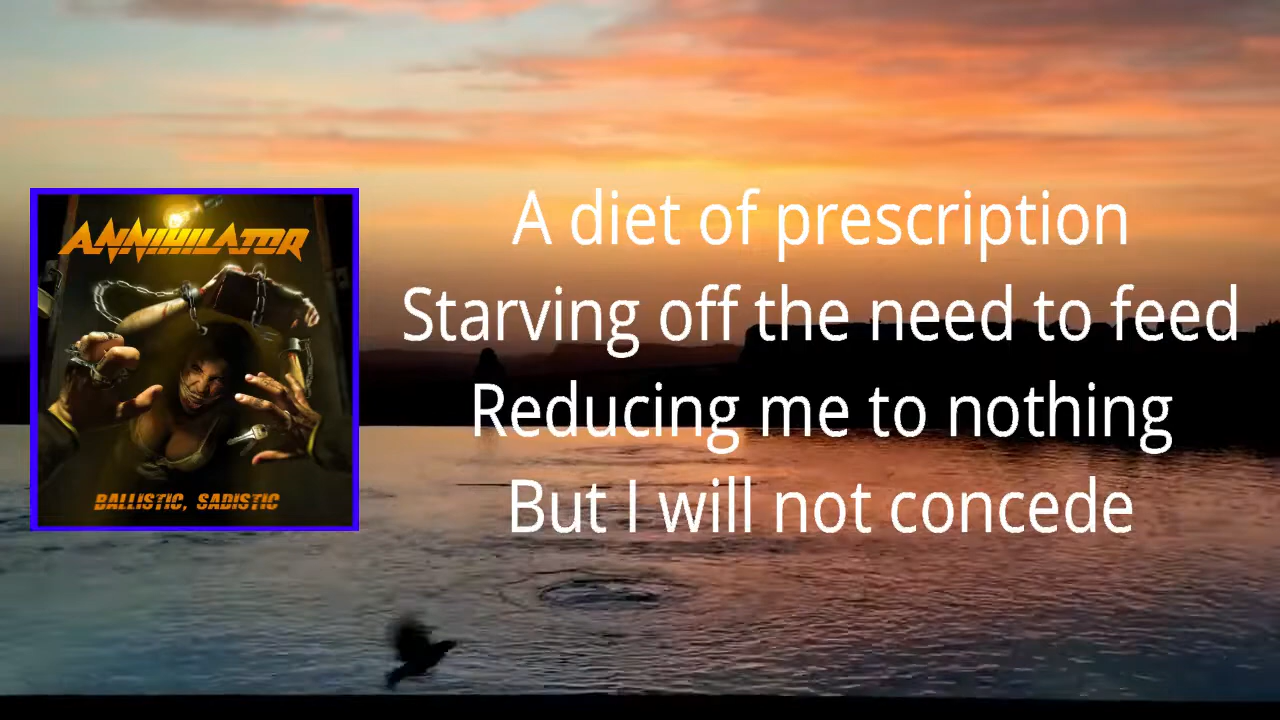 ANNIHILATOR
BALLISTIC, SADISTIC
A diet of prescription
Starving off the need to feed
Reducing me to nothing
But I will not concede